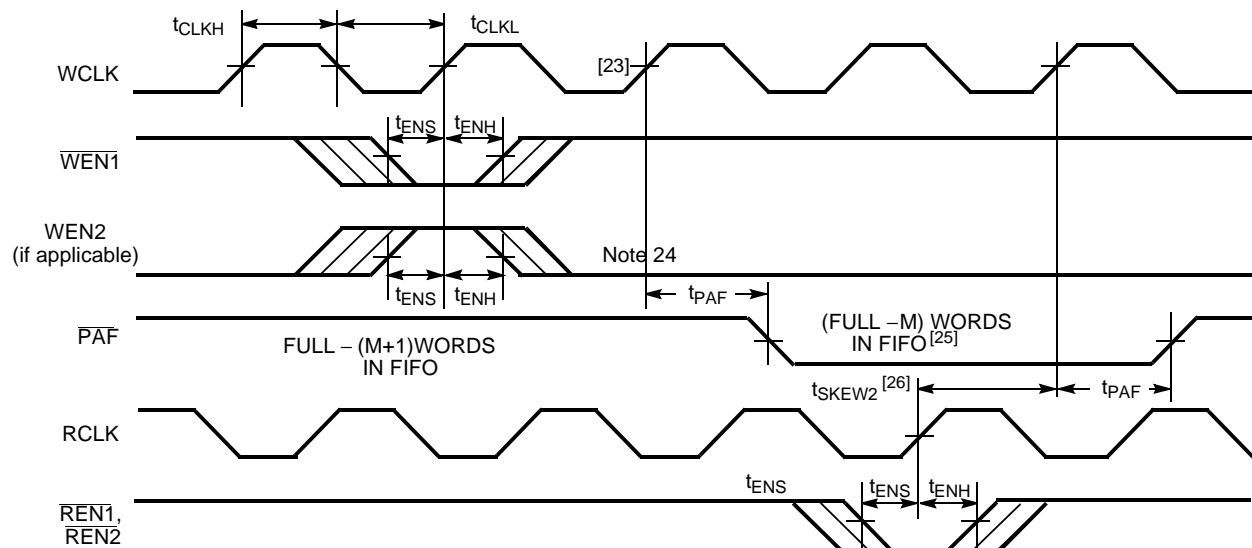 tCLKH
tCLKL
WCLK
[23]
tENS tENH
WEN1
WEN2
(if applicable)
Note 24
tENS tENH
tPAF
PAF
FULL – (M+1)WORDS
IN FIFO
(FULL –M) WORDS
IN FIFO[25]
tSKEW2 [26]
tPAF
RCLK
tENS
tENS tENH
REN1,
REN2